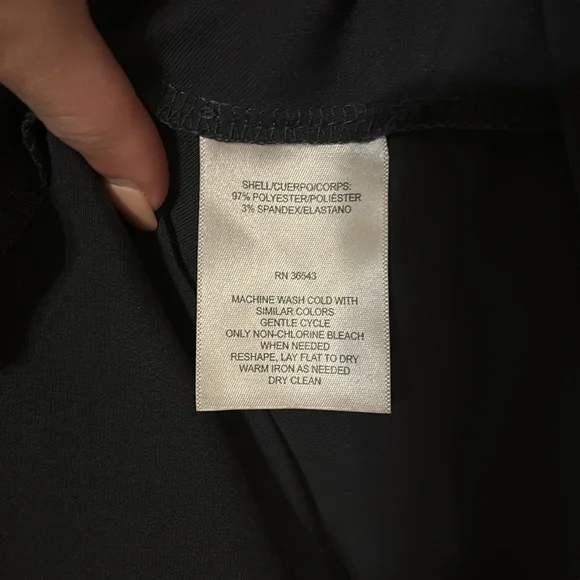 SHELL/CUERPO/CORPS:
97% POLYESTER/POLIÉSTER
3% SPANDEX/ELASTANO
RN 36543
MACHINE WASH COLD WITH
SIMILAR COLORS
GENTLE CYCLE
ONLY NON-CHLORINE BLEACH
WHEN NEEDED
RESHAPE, LAY FLAT TO DRY
WARM IRON AS NEEDED
DRY CLEAN